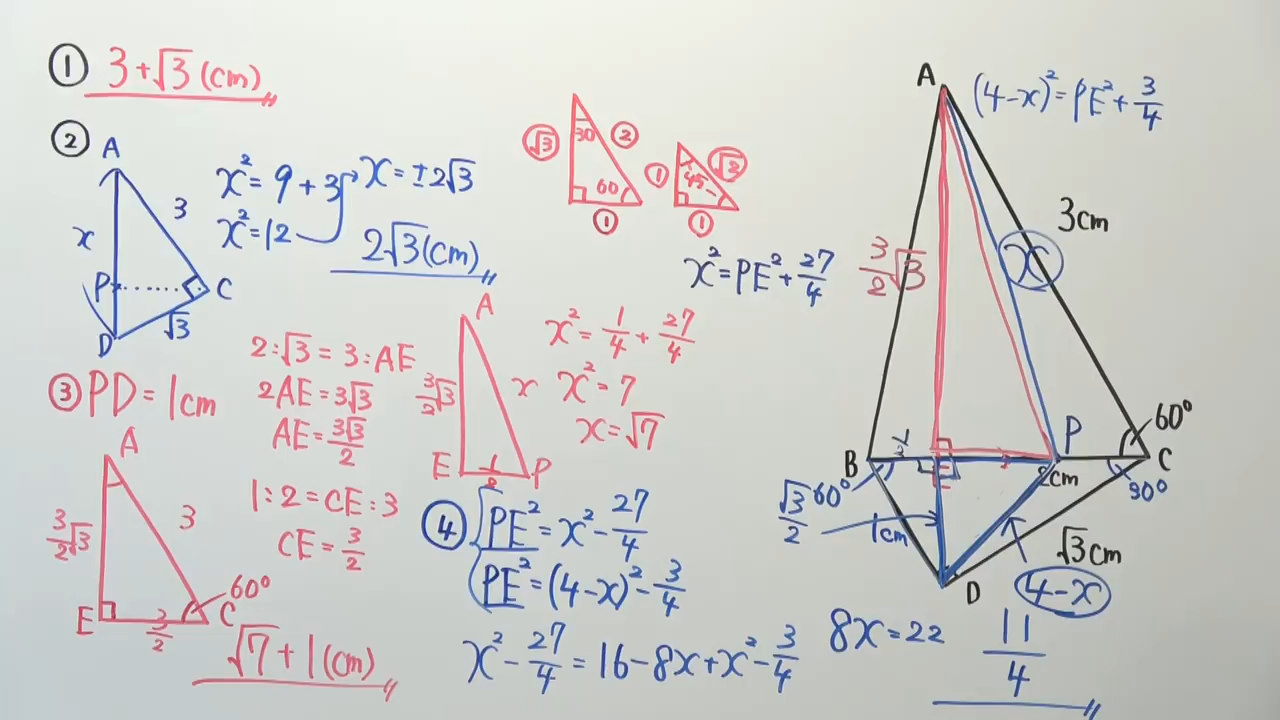 ① 3+√3 (cm)
②
A
x
3
P
C
D
√3
x² = 9 + 3
x² = 12
x = ±2√3
2√3 (cm)
√3
30
②
60
①
①
45
√2
①
③ PD = 1cm
2:√3 = 3:AE
2AE = 3√3
AE = 3√3/2
A
3/2√3
3
E
3/2
C
60°
1:2 = CE:3
CE = 3/2
√7 + 1 (cm)
A
3/2√3
x
E
1/2
P
x² = 1/4 + 27/4
x² = 7
x = √7
④
PE² = x² - 27/4
PE² = (4-x)² - 3/4
x² - 27/4 = 16 - 8x + x² - 3/4
8x = 22
11/4
x² = PE² + 27/4
(4-x)² = PE² + 3/4
A
3cm
3/2√3
x
60°
B
1/2
P
C
E
2cm
30°
60°
√3/2
1cm
√3cm
D
4-x